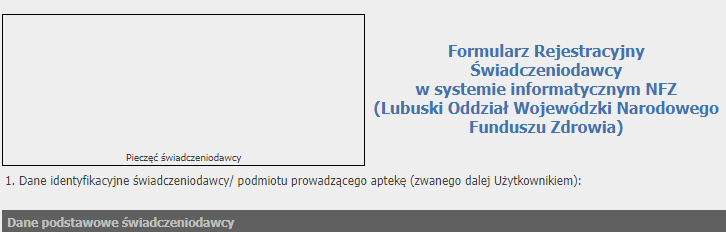 Formularz Rejestracyjny
Świadczeniodawcy
w systemie informatycznym NFZ
(Lubuski Oddział Wojewódzki Narodowego
Funduszu Zdrowia)
Pieczęć świadczeniodawcy
1. Dane identyfikacyjne świadczeniodawcy/ podmiotu prowadzącego aptekę (zwanego dalej Użytkownikiem):
Dane podstawowe świadczeniodawcy